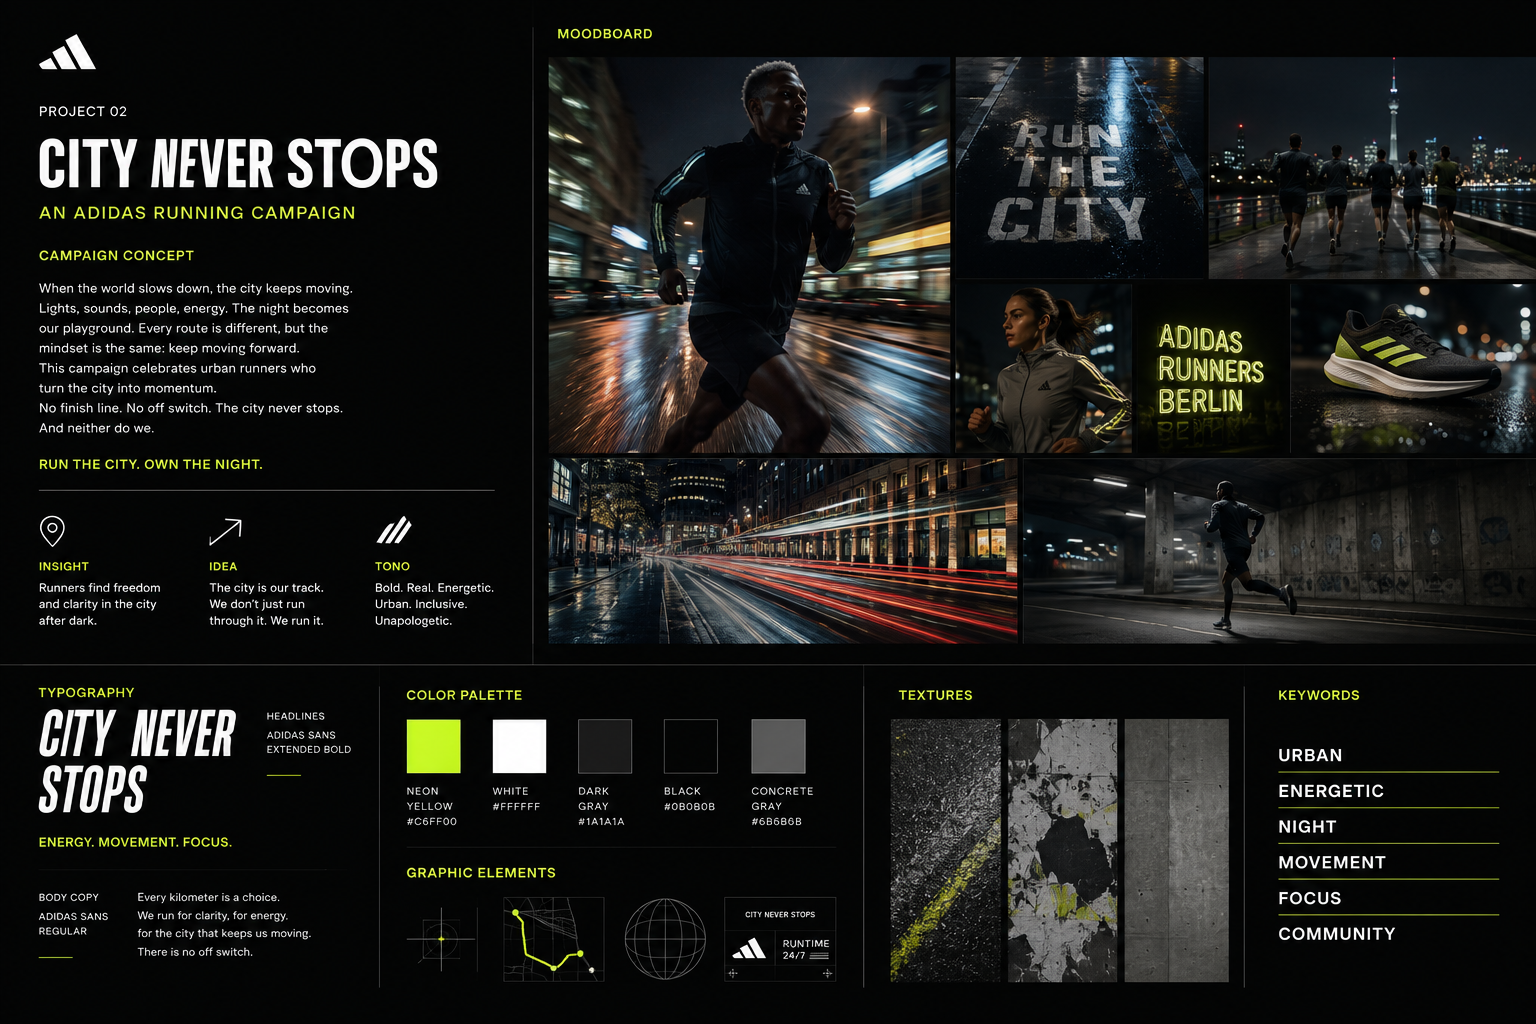 PROJECT 02
CITY NEVER STOPS
AN ADIDAS RUNNING CAMPAIGN
CAMPAIGN CONCEPT
When the world slows down, the city keeps moving.
Lights, sounds, people, energy. The night becomes
our playground. Every route is different, but the
mindset is the same: keep moving forward.
This campaign celebrates urban runners who
turn the city into momentum.
No finish line. No off switch. The city never stops.
And neither do we.
RUN THE CITY. OWN THE NIGHT.
INSIGHT
Runners find freedom
and clarity in the city
after dark.
IDEA
The city is our track.
We don't just run
through it. We run it.
TONO
Bold. Real. Energetic.
Urban. Inclusive.
Unapologetic.
MOODBOARD
RUN
THE
CITY
ADIDAS
RUNNERS
BERLIN
TYPOGRAPHY
CITY NEVER
STOPS
HEADLINES
ADIDAS SANS
EXTENDED BOLD
ENERGY. MOVEMENT. FOCUS.
BODY COPY
ADIDAS SANS
REGULAR
Every kilometer is a choice.
We run for clarity, for energy.
for the city that keeps us moving.
There is no off switch.
COLOR PALETTE
NEON
YELLOW
#C6FF00
WHITE
#FFFFFF
DARK
GRAY
#1A1A1A
BLACK
#0B0B0B
CONCRETE
GRAY
#6B6B6B
GRAPHIC ELEMENTS
CITY NEVER STOPS
RUNTIME
24/7
TEXTURES
KEYWORDS
URBAN
ENERGETIC
NIGHT
MOVEMENT
FOCUS
COMMUNITY